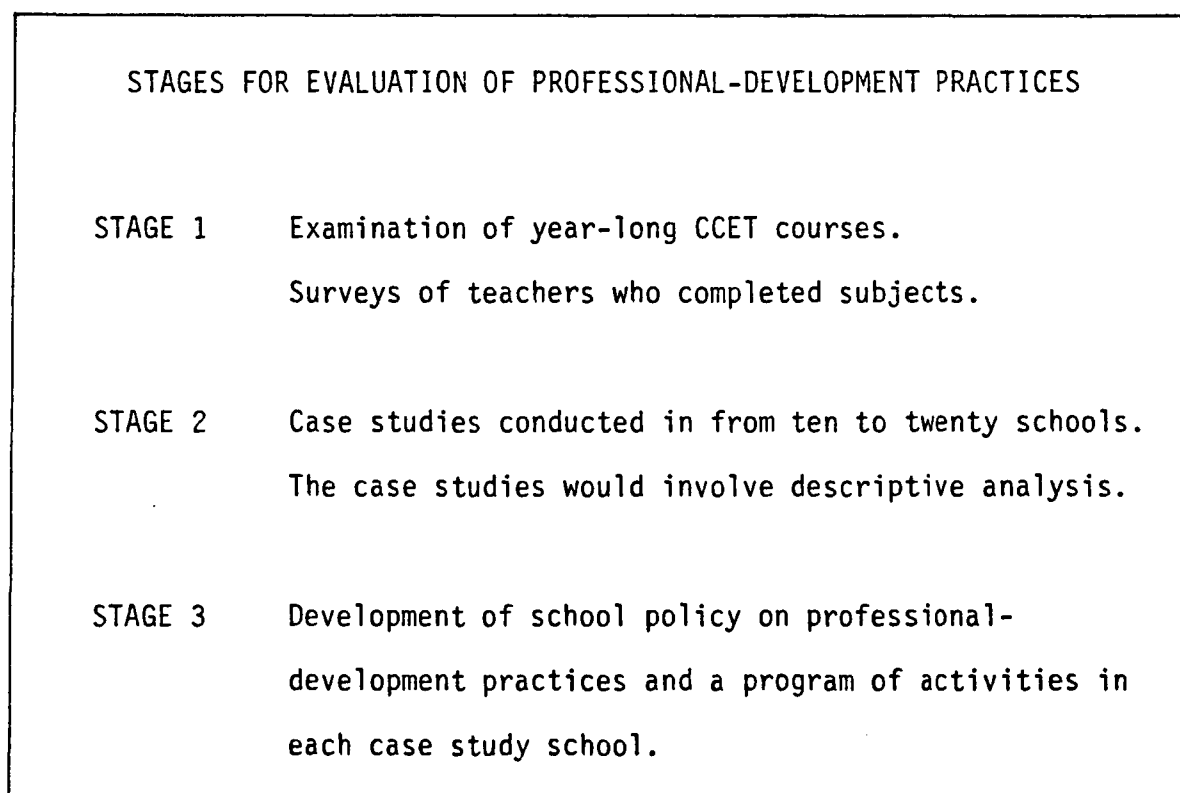 STAGES FOR EVALUATION OF PROFESSIONAL-DEVELOPMENT PRACTICES
STAGE 1 Examination of year-long CCET courses.
Surveys of teachers who completed subjects.
STAGE 2 Case studies conducted in from ten to twenty schools.
The case studies would involve descriptive analysis.
STAGE 3 Development of school policy on professional-
development practices and a program of activities in
each case study school.